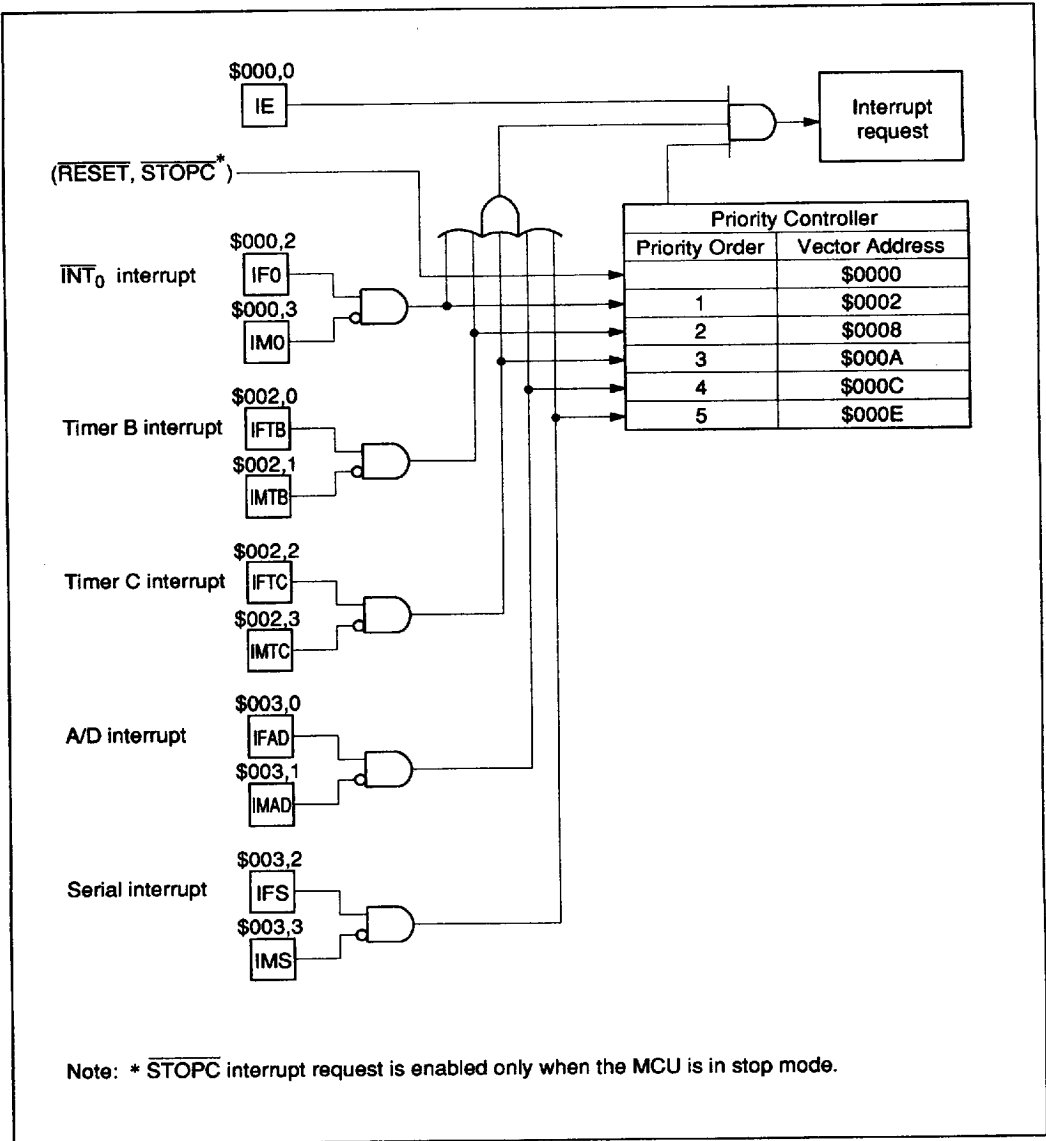 $000,0
IE
Interrupt
request
(RESET, STOPC*)
Priority Controller
Priority Order Vector Address
$0000
1 $0002
2 $0008
3 $000A
4 $000C
5 $000E
$000,2
INT0 interrupt
IF0
$000,3
IM0
$002,0
Timer B interrupt
IFTB
$002,1
IMTB
$002,2
Timer C interrupt
IFTC
$002,3
IMTC
$003,0
A/D interrupt
IFAD
$003,1
IMAD
$003,2
Serial interrupt
IFS
$003,3
IMS
Note: * STOPC interrupt request is enabled only when the MCU is in stop mode.